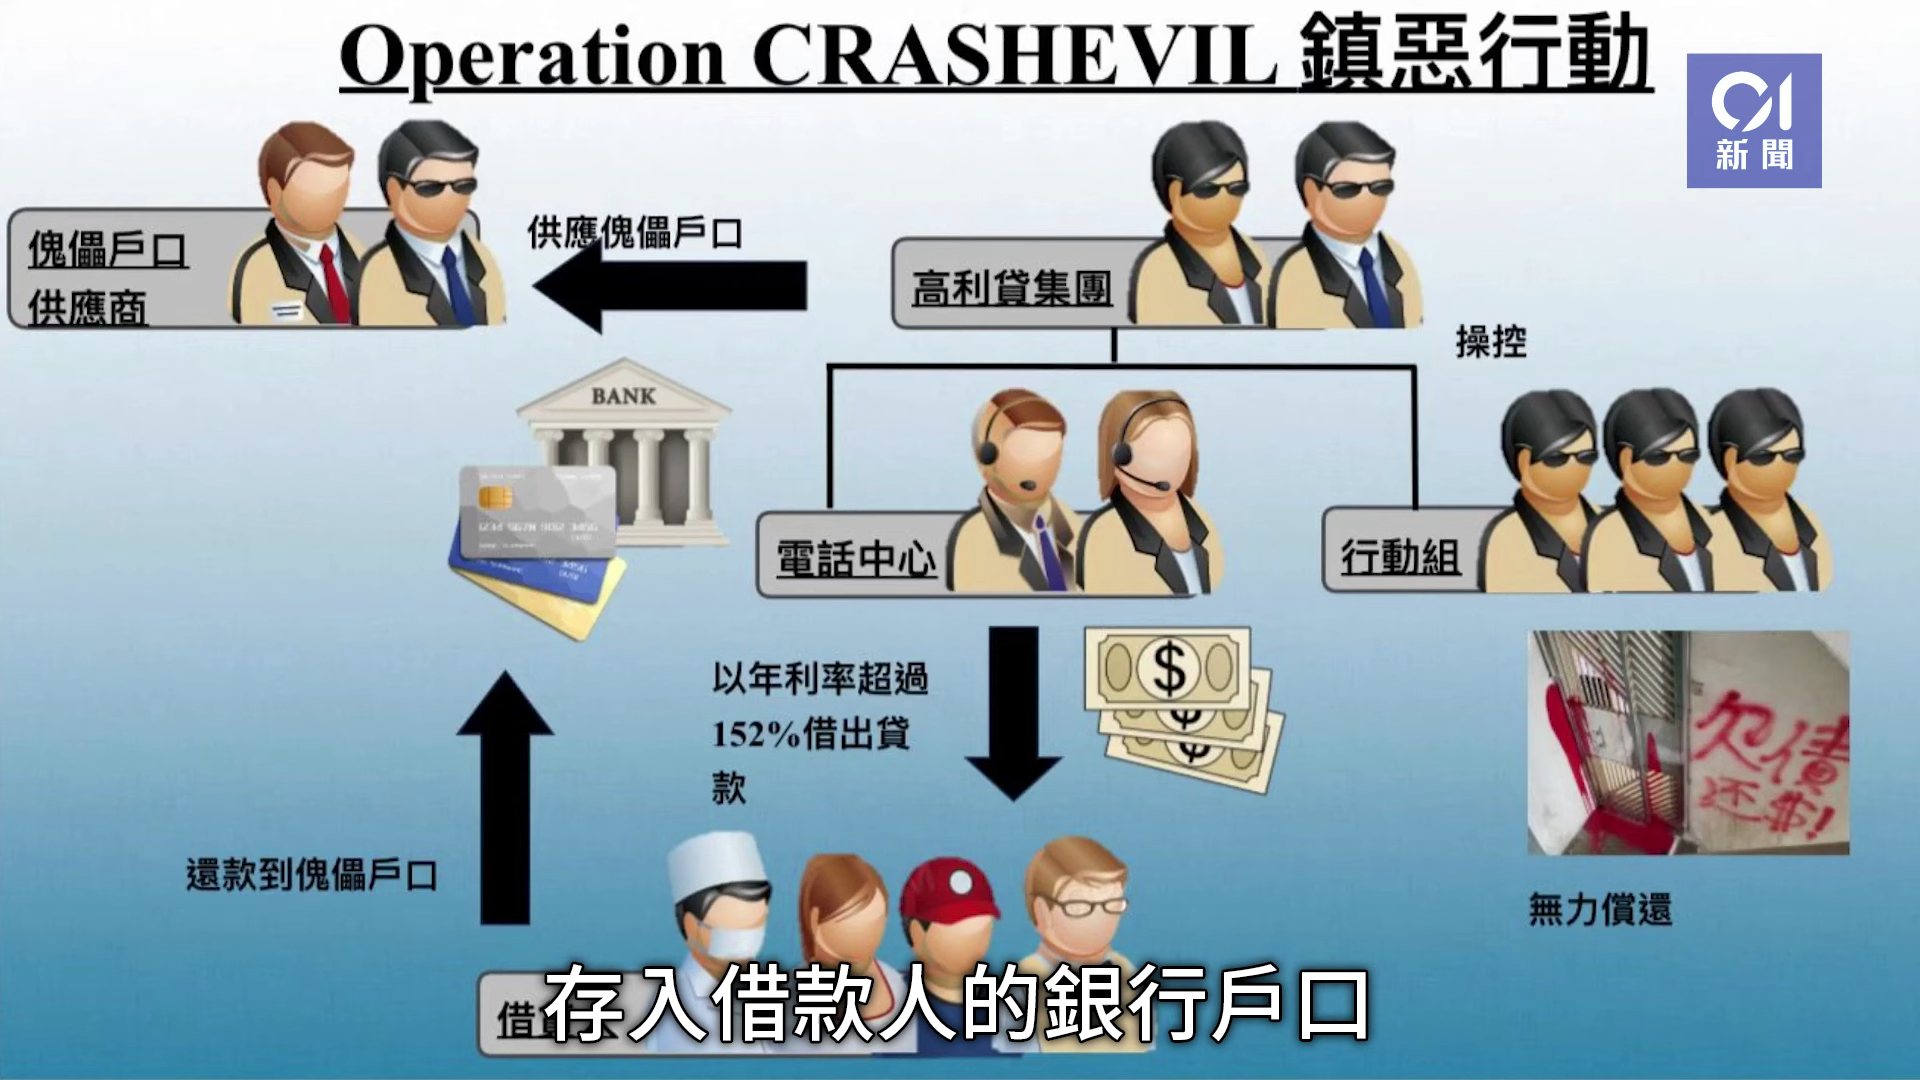 Operation CRASHEVIL 鎮惡行動
01
新聞
傀儡戶口
供應商
供應傀儡戶口
高利貸集團
操控
BANK
電話中心
行動組
以年利率超過
152%借出貸
款
欠債
还钱!
還款到傀儡戶口
無力償還
存入借款人的銀行戶口